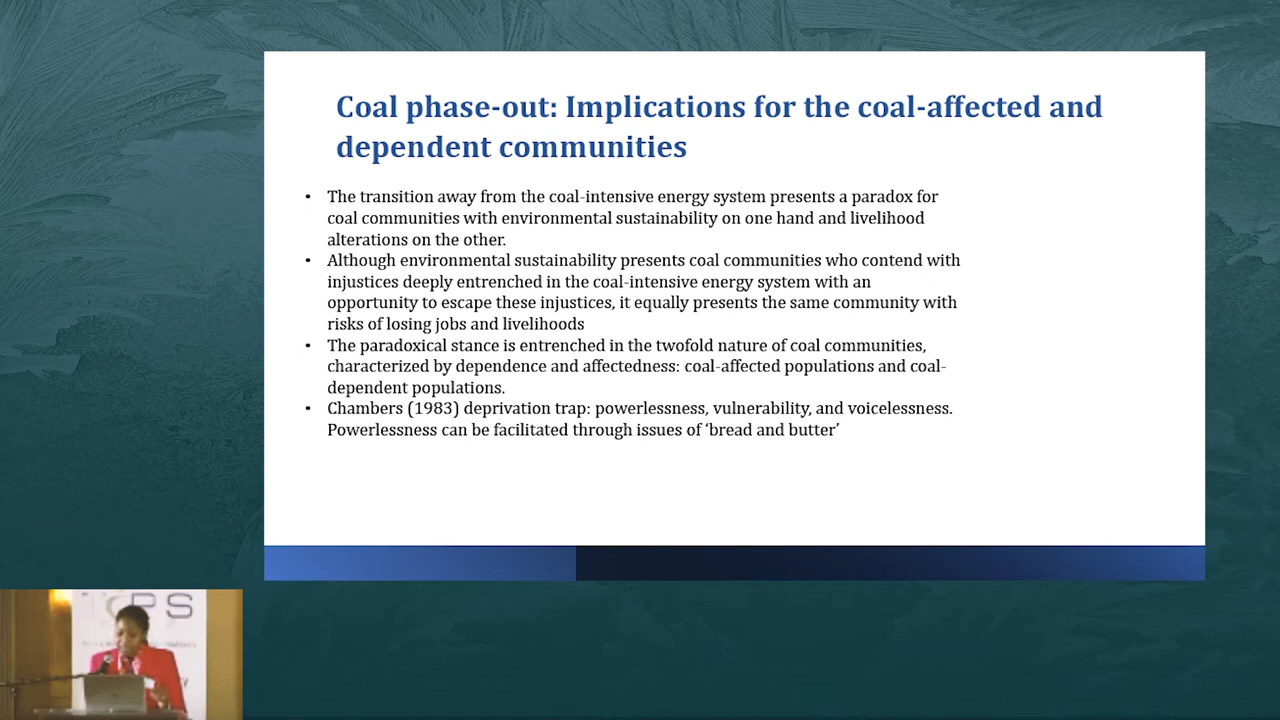 Coal phase-out: Implications for the coal-affected and
dependent communities
• The transition away from the coal-intensive energy system presents a paradox for
coal communities with environmental sustainability on one hand and livelihood
alterations on the other.
• Although environmental sustainability presents coal communities who contend with
injustices deeply entrenched in the coal-intensive energy system with an
opportunity to escape these injustices, it equally presents the same community with
risks of losing jobs and livelihoods
• The paradoxical stance is entrenched in the twofold nature of coal communities,
characterized by dependence and affectedness: coal-affected populations and coal-
dependent populations.
• Chambers (1983) deprivation trap: powerlessness, vulnerability, and voicelessness.
Powerlessness can be facilitated through issues of ‘bread and butter’